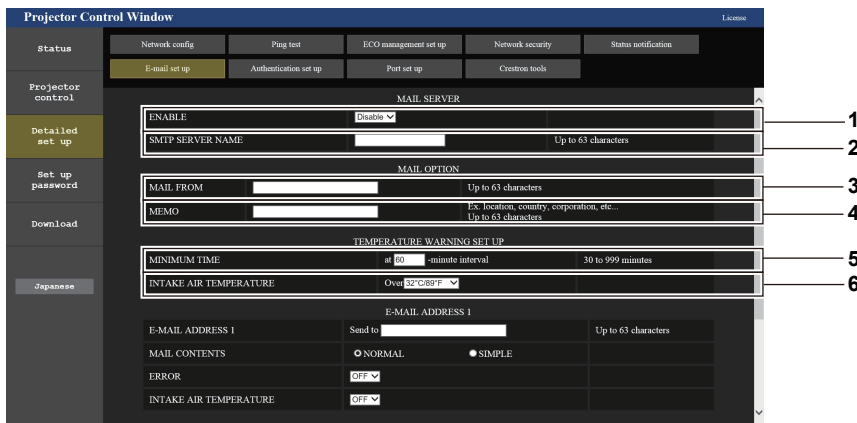 Projector Control Window
License
Status
Network config
Ping test
ECO management set up
Network security
Status notification
E-mail set up
Authentication set up
Port set up
Crestron tools
Projector
control
Detailed
set up
Set up
password
Download
Japanese
MAIL SERVER
ENABLE
Disable
1
SMTP SERVER NAME
Up to 63 characters
2
MAIL OPTION
MAIL FROM
Up to 63 characters
3
MEMO
Ex. location, country, corporation, etc...
Up to 63 characters
4
TEMPERATURE WARNING SET UP
MINIMUM TIME
at 60 -minute interval
30 to 999 minutes
5
INTAKE AIR TEMPERATURE
Over 32°C/89°F
6
E-MAIL ADDRESS 1
E-MAIL ADDRESS 1
Send to
Up to 63 characters
MAIL CONTENTS
NORMAL
SIMPLE
ERROR
OFF
INTAKE AIR TEMPERATURE
OFF